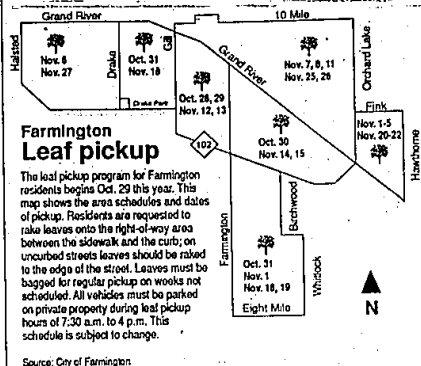 Grand River
10 Mile
Halsted
Nov. 6
Nov. 27
Drake
Oct. 31
Nov. 18
Gill
Grand River
Nov. 7, 8, 11
Nov. 25, 26
Orchard Lake
Oct. 28, 29
Nov. 12, 13
Drake Park
Fink
Nov. 1-5
Nov. 20-22
Hawthorne
Oct. 30
Nov. 14, 15
102
Farmington
Leaf pickup
The leaf pickup program for Farmington
residents begins Oct. 29 this year. This
map shows the area schedules and dates
of pickup. Residents are requested to
rake leaves onto the right-of-way area
between the sidewalk and the curb; on
uncurbed streets leaves should be raked
to the edge of the street. Leaves must be
bagged for regular pickup on weeks not
scheduled. All vehicles must be parked
on private property during leaf pickup
hours of 7:30 a.m. to 4 p.m. This
schedule is subject to change.
Farmington
Birchwood
Oct. 31
Nov. 1
Nov. 18, 19
Whitlock
Eight Mile
N
Source: City of Farmington